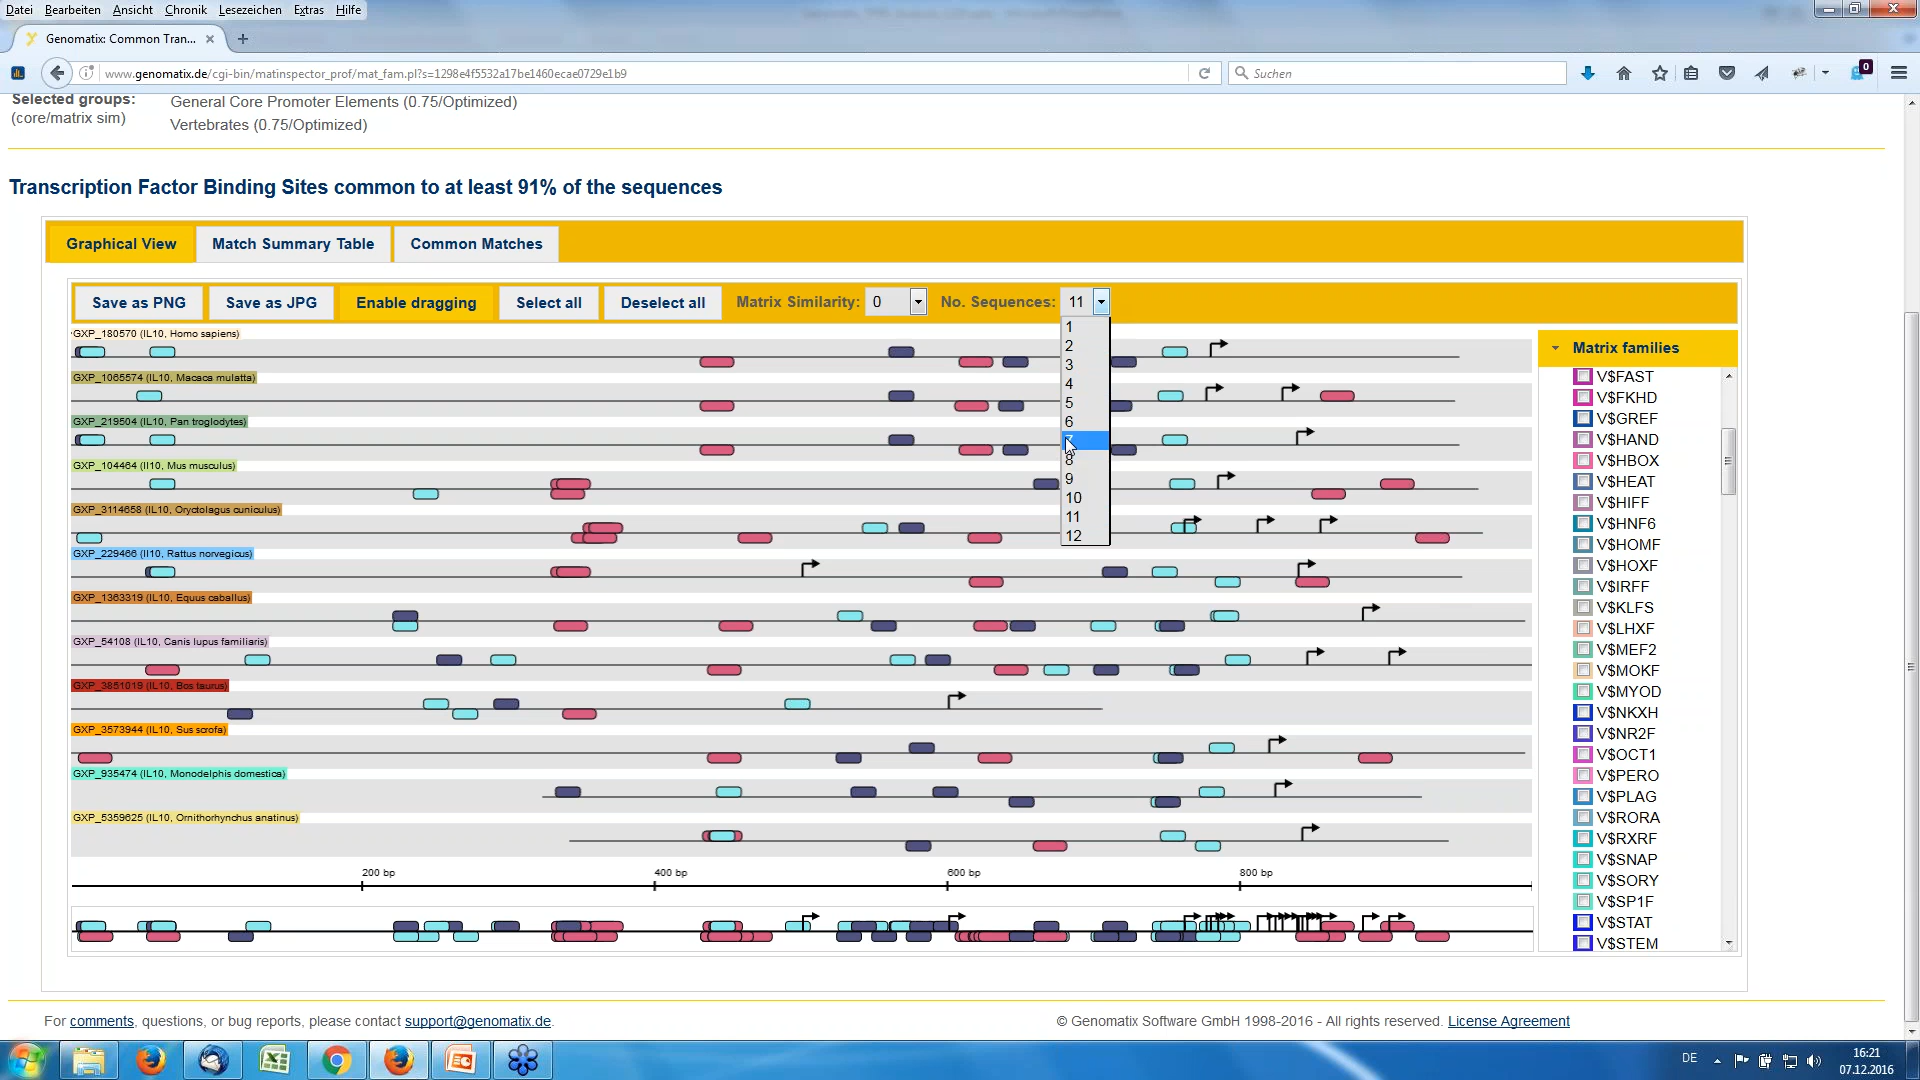 Datei Bearbeiten Ansicht Chronik Lesezeichen Extras Hilfe
Genomatix: Common Tran... × +
www.genomatix.de/cgi-bin/matinspector_prof/mat_fam.pl?s=1298e4f5532a17be1460ecae0729e1b9
Suchen
0
Selected groups: General Core Promoter Elements (0.75/Optimized)
(core/matrix sim) Vertebrates (0.75/Optimized)
Transcription Factor Binding Sites common to at least 91% of the sequences
Graphical View Match Summary Table Common Matches
Save as PNG Save as JPG Enable dragging Select all Deselect all Matrix Similarity: 0 No. Sequences: 11
1
2
3
4
5
6
7
8
9
10
11
12
GXP_180570 (IL10, Homo sapiens)
GXP_1065574 (IL10, Macaca mulatta)
GXP_219504 (IL10, Pan troglodytes)
GXP_104464 (Il10, Mus musculus)
GXP_3114658 (IL10, Oryctolagus cuniculus)
GXP_229466 (Il10, Rattus norvegicus)
GXP_1363319 (IL10, Equus caballus)
GXP_54108 (IL10, Canis lupus familiaris)
GXP_3851019 (IL10, Bos taurus)
GXP_3573944 (IL10, Sus scrofa)
GXP_935474 (IL10, Monodelphis domestica)
GXP_5359625 (IL10, Ornithorhynchus anatinus)
200 bp 400 bp 600 bp 800 bp
Matrix families
V$FAST
V$FKHD
V$GREF
V$HAND
V$HBOX
V$HEAT
V$HIFF
V$HNF6
V$HOMF
V$HOXF
V$IRFF
V$KLFS
V$LHXF
V$MEF2
V$MOKF
V$MYOD
V$NKXH
V$NR2F
V$OCT1
V$PERO
V$PLAG
V$RORA
V$RXRF
V$SNAP
V$SORY
V$SP1F
V$STAT
V$STEM
For comments, questions, or bug reports, please contact support@genomatix.de.
© Genomatix Software GmbH 1998-2016 - All rights reserved. License Agreement
DE
16:21
07.12.2016